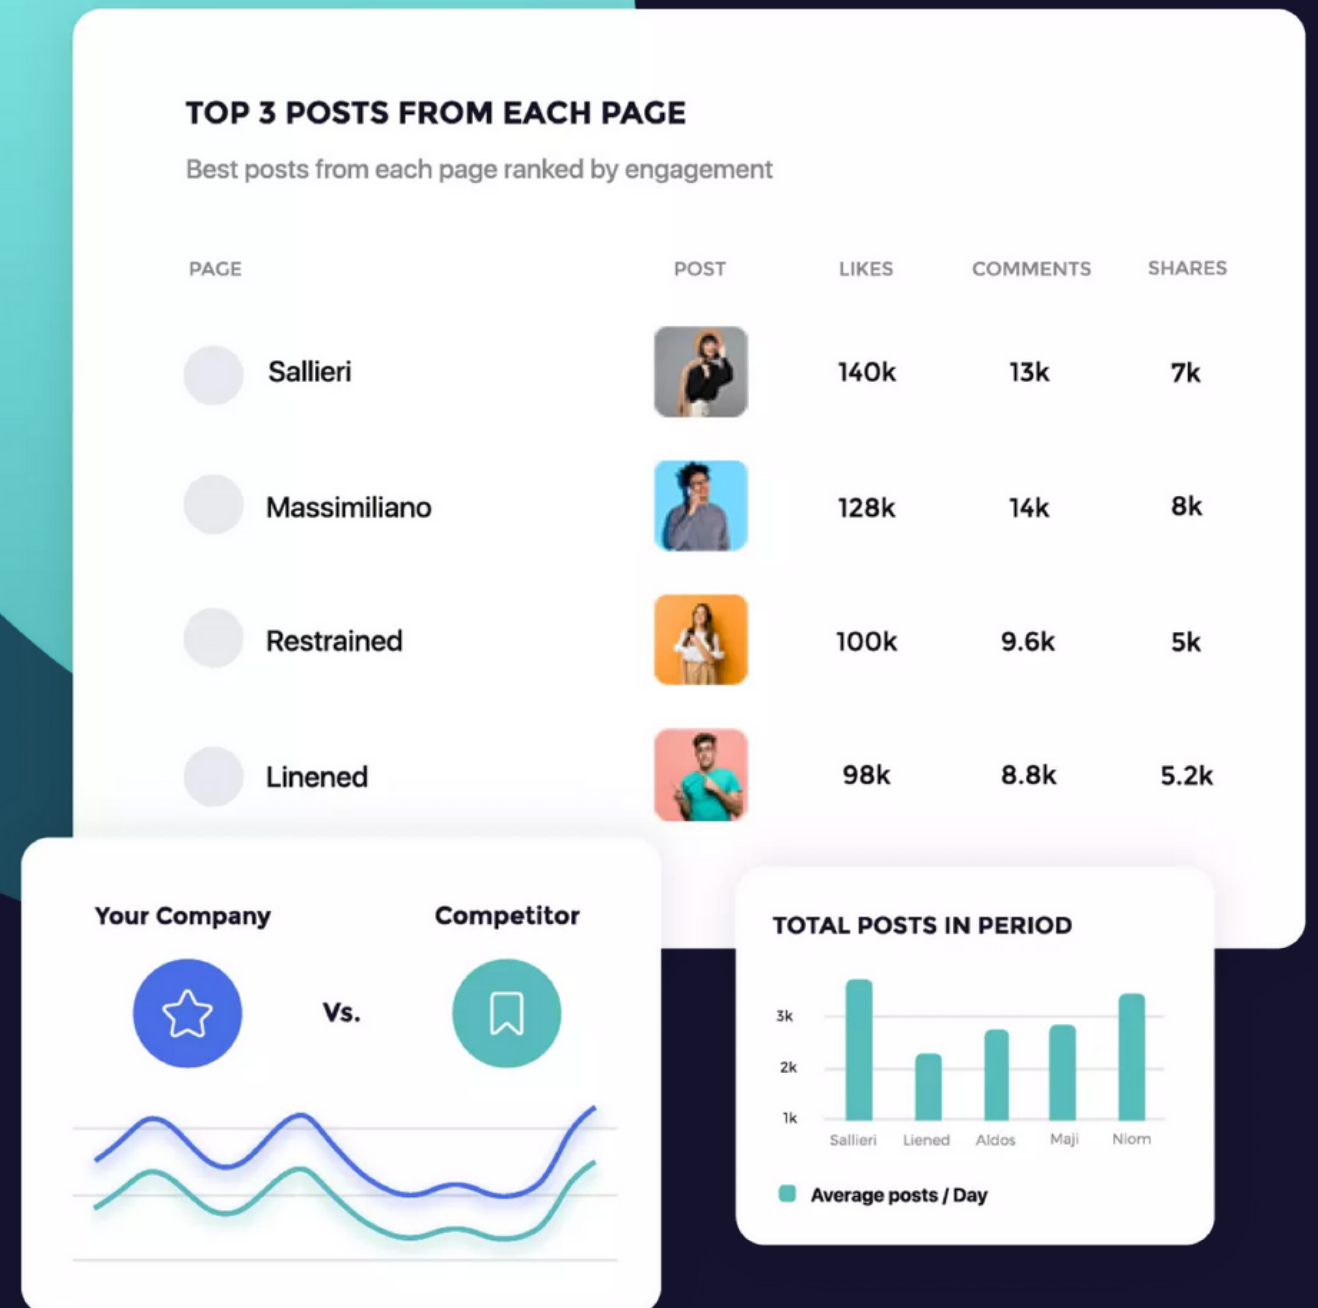 TOP 3 POSTS FROM EACH PAGE
Best posts from each page ranked by engagement
PAGE POST LIKES COMMENTS SHARES
Sallieri 140k 13k 7k
Massimiliano 128k 14k 8k
Restrained 100k 9.6k 5k
Linened 98k 8.8k 5.2k
Your Company Competitor
Vs.
TOTAL POSTS IN PERIOD
3k
2k
1k
Sallieri Liened Aldos Maji Niom
Average posts / Day